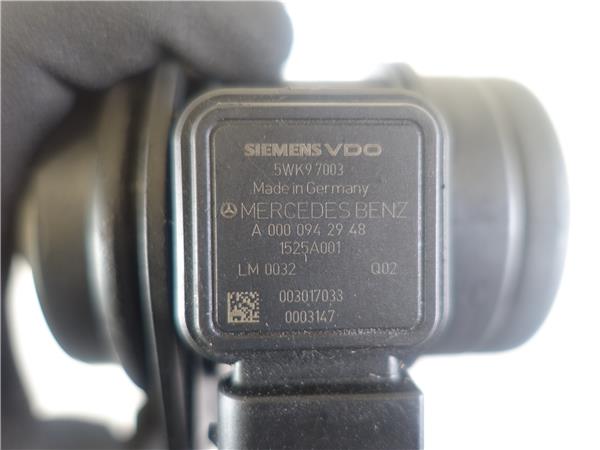 SIEMENS VDO
5WK9 7003
Made in Germany
MERCEDES BENZ
A 000 094 29 48
1525A001
LM 0032 Q02
003017033
0003147